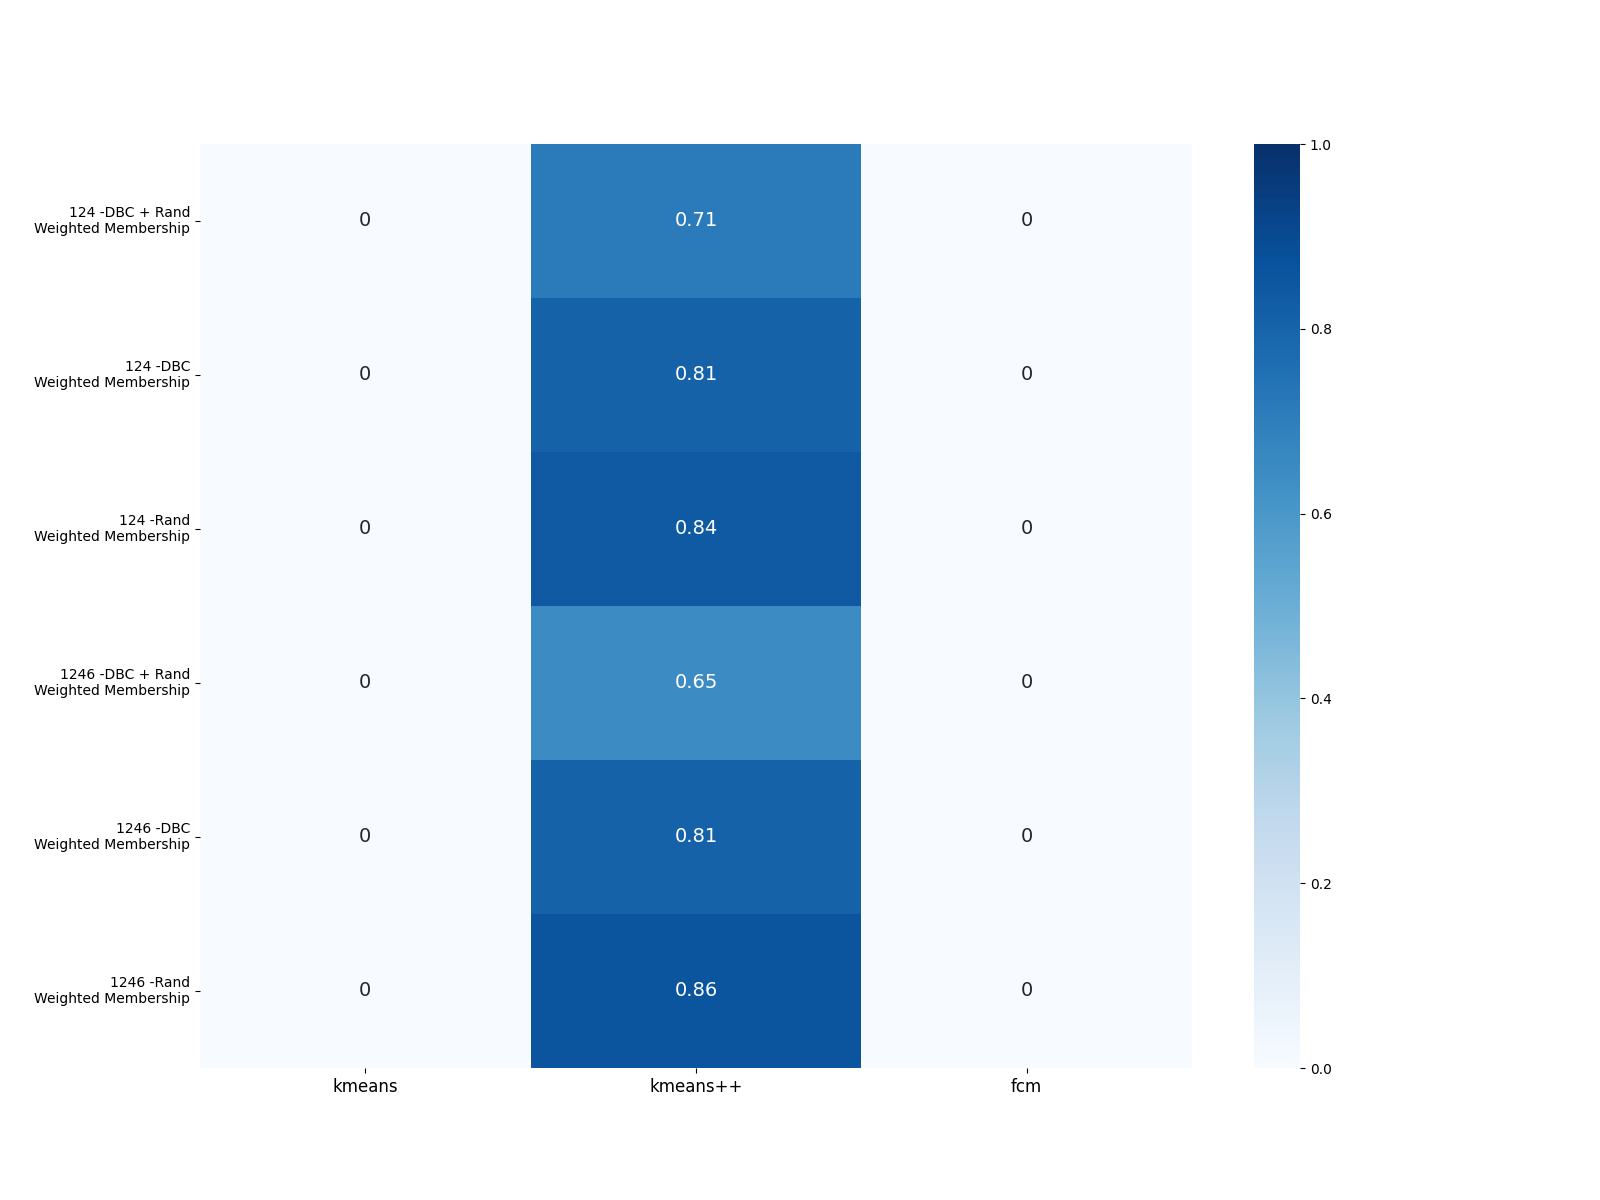 124 -DBC + Rand
Weighted Membership
0 0.71 0
124 -DBC
Weighted Membership
0 0.81 0
124 -Rand
Weighted Membership
0 0.84 0
1246 -DBC + Rand
Weighted Membership
0 0.65 0
1246 -DBC
Weighted Membership
0 0.81 0
1246 -Rand
Weighted Membership
0 0.86 0
kmeans kmeans++ fcm
1.0
0.8
0.6
0.4
0.2
0.0